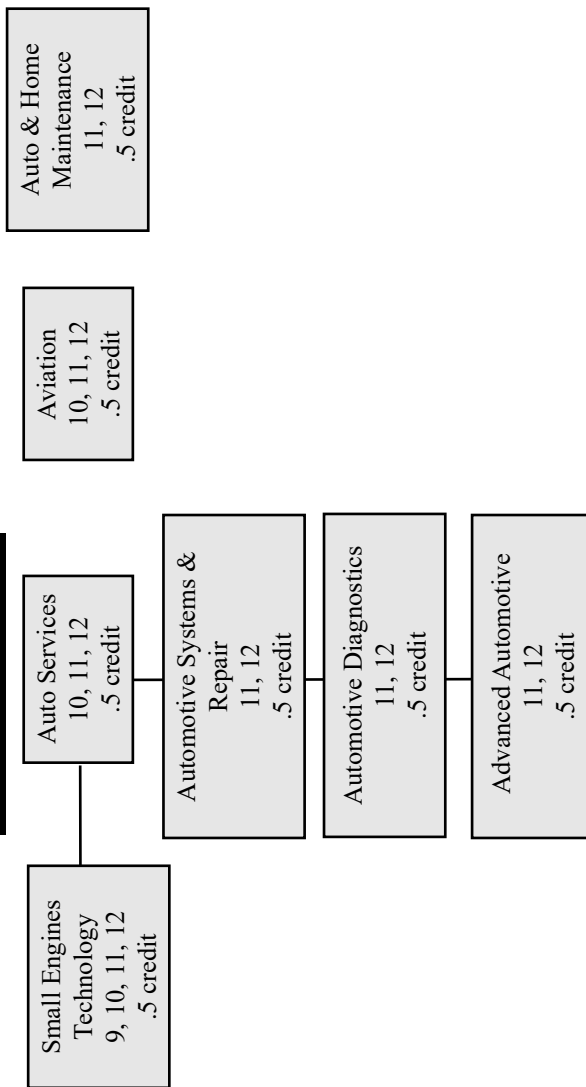 Small Engines
Technology
9, 10, 11, 12
.5 credit
Auto Services
10, 11, 12
.5 credit
Aviation
10, 11, 12
.5 credit
Auto & Home
Maintenance
11, 12
.5 credit
Automotive Systems &
Repair
11, 12
.5 credit
Automotive Diagnostics
11, 12
.5 credit
Advanced Automotive
11, 12
.5 credit